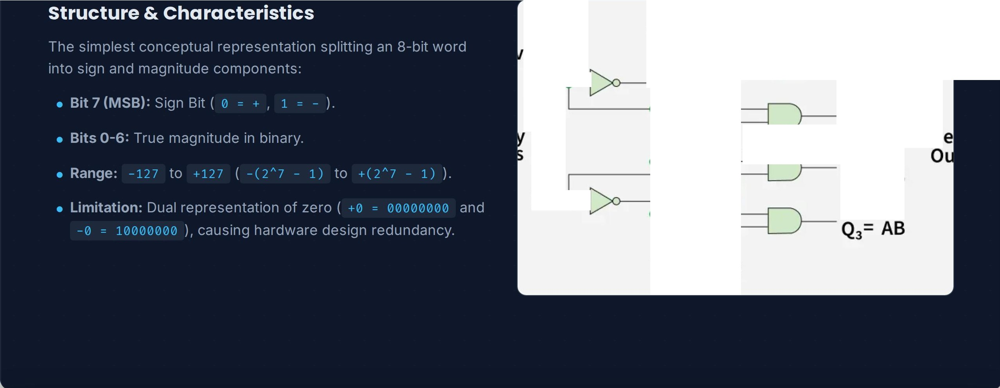 Structure & Characteristics
The simplest conceptual representation splitting an 8-bit word
into sign and magnitude components:
Bit 7 (MSB): Sign Bit ( 0 = + , 1 = - ).
Bits 0-6: True magnitude in binary.
Range: -127 to +127 ( -(2^7 - 1) to +(2^7 - 1) ).
Limitation: Dual representation of zero ( +0 = 00000000 and
-0 = 10000000 ), causing hardware design redundancy.
y
s
e
Ou
Q₃= AB